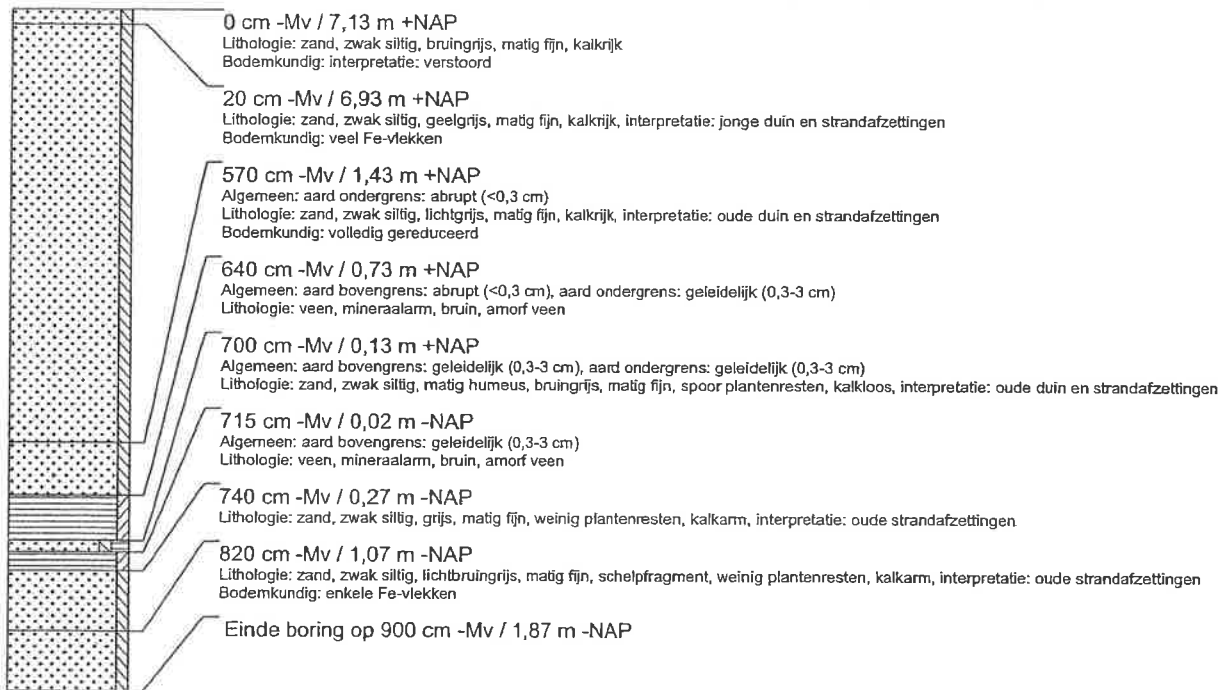 0 cm -Mv / 7,13 m +NAP
Lithologie: zand, zwak siltig, bruingrijs, matig fijn, kalkrijk
Bodemkundig: interpretatie: verstoord
20 cm -Mv / 6,93 m +NAP
Lithologie: zand, zwak siltig, geelgrijs, matig fijn, kalkrijk, interpretatie: jonge duin en strandafzettingen
Bodemkundig: veel Fe-vlekken
570 cm -Mv / 1,43 m +NAP
Algemeen: aard ondergrens: abrupt (<0,3 cm)
Lithologie: zand, zwak siltig, lichtgrijs, matig fijn, kalkrijk, interpretatie: oude duin en strandafzettingen
Bodemkundig: volledig gereduceerd
640 cm -Mv / 0,73 m +NAP
Algemeen: aard bovengrens: abrupt (<0,3 cm), aard ondergrens: geleidelijk (0,3-3 cm)
Lithologie: veen, mineraalarm, bruin, amorf veen
700 cm -Mv / 0,13 m +NAP
Algemeen: aard bovengrens: geleidelijk (0,3-3 cm), aard ondergrens: geleidelijk (0,3-3 cm)
Lithologie: zand, zwak siltig, matig humeus, bruingrijs, matig fijn, spoor plantenresten, kalkloos, interpretatie: oude duin en strandafzettingen
715 cm -Mv / 0,02 m -NAP
Algemeen: aard bovengrens: geleidelijk (0,3-3 cm)
Lithologie: veen, mineraalarm, bruin, amorf veen
740 cm -Mv / 0,27 m -NAP
Lithologie: zand, zwak siltig, grijs, matig fijn, weinig plantenresten, kalkarm, interpretatie: oude strandafzettingen
820 cm -Mv / 1,07 m -NAP
Lithologie: zand, zwak siltig, lichtbruingrijs, matig fijn, schelpfragment, weinig plantenresten, kalkarm, interpretatie: oude strandafzettingen
Bodemkundig: enkele Fe-vlekken
Einde boring op 900 cm -Mv / 1,87 m -NAP